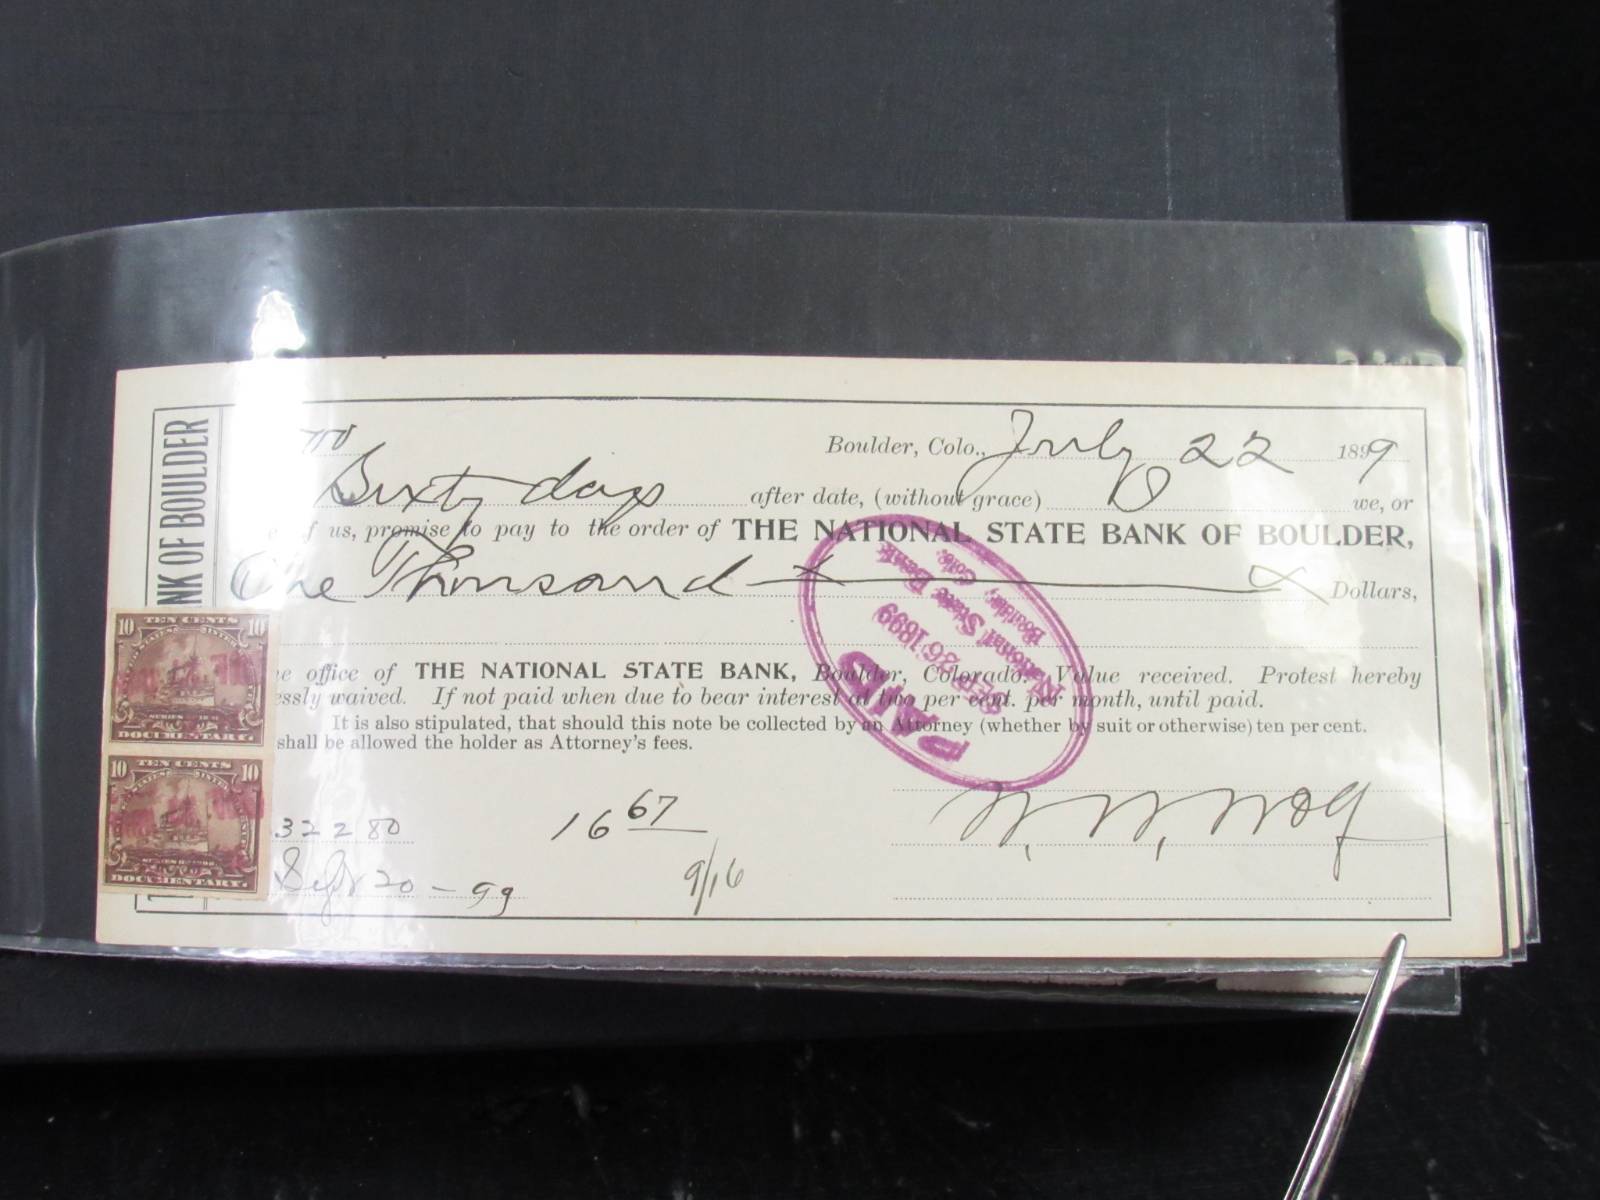 NK OF BOULDER
Boulder, Colo., July 22 1899
Sixty days after date, (without grace) we, or
of us, promise to pay to the order of THE NATIONAL STATE BANK OF BOULDER,
One Thousand Dollars,
office of THE NATIONAL STATE BANK, Boulder, Colorado. Value received. Protest hereby
essly waived. If not paid when due to bear interest at two per cent. per month, until paid.
It is also stipulated, that should this note be collected by an Attorney (whether by suit or otherwise) ten per cent.
shall be allowed the holder as Attorney's fees.
PAID
SEP 26 1899
National State Bank
Boulder, Colo.
10 TEN CENTS 10
DOCUMENTARY.
10 TEN CENTS 10
DOCUMENTARY.
32280
16 67
W. W. Wolf
Sept 20 - 99
9/16